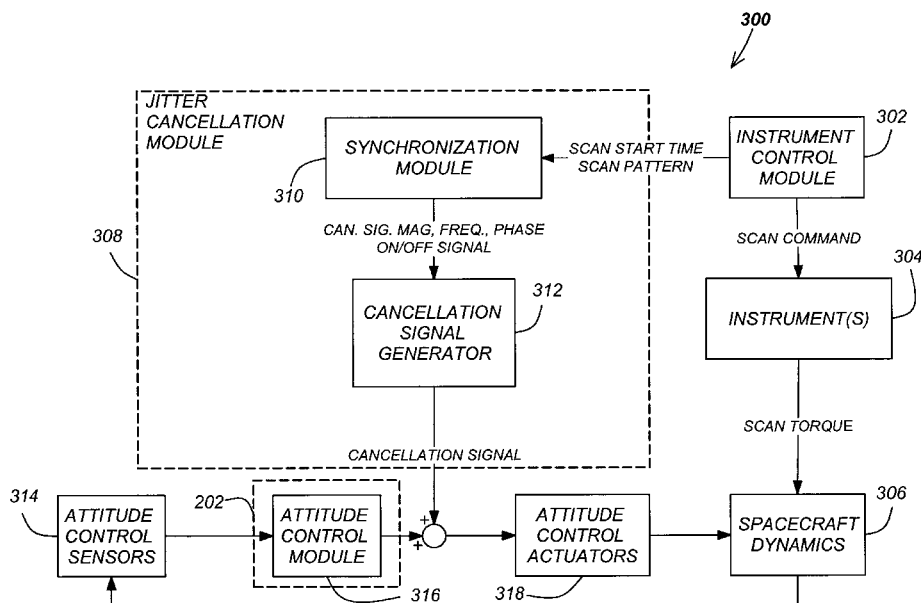 300
JITTER
CANCELLATION
MODULE
SYNCHRONIZATION
MODULE
310
SCAN START TIME
SCAN PATTERN
INSTRUMENT
CONTROL
MODULE
302
CAN. SIG. MAG, FREQ., PHASE
ON/OFF SIGNAL
SCAN COMMAND
308
312
304
CANCELLATION
SIGNAL
GENERATOR
INSTRUMENT(S)
SCAN TORQUE
CANCELLATION SIGNAL
314
202
306
ATTITUDE
CONTROL
SENSORS
ATTITUDE
CONTROL
MODULE
+
+
ATTITUDE
CONTROL
ACTUATORS
SPACECRAFT
DYNAMICS
316
318